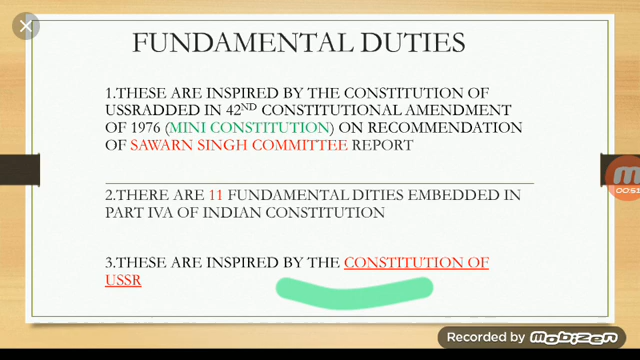 FUNDAMENTAL DUTIES
1.THESE ARE INSPIRED BY THE CONSTITUTION OF
USSRADDED IN 42ND CONSTITUTIONAL AMENDMENT
OF 1976 (MINI CONSTITUTION) ON RECOMMENDATION
OF SAWARN SINGH COMMITTEE REPORT
2.THERE ARE 11 FUNDAMENTAL DITIES EMBEDDED IN
PART IVA OF INDIAN CONSTITUTION
M
00:51
3.THESE ARE INSPIRED BY THE CONSTITUTION OF
USSR
Recorded by mobizen